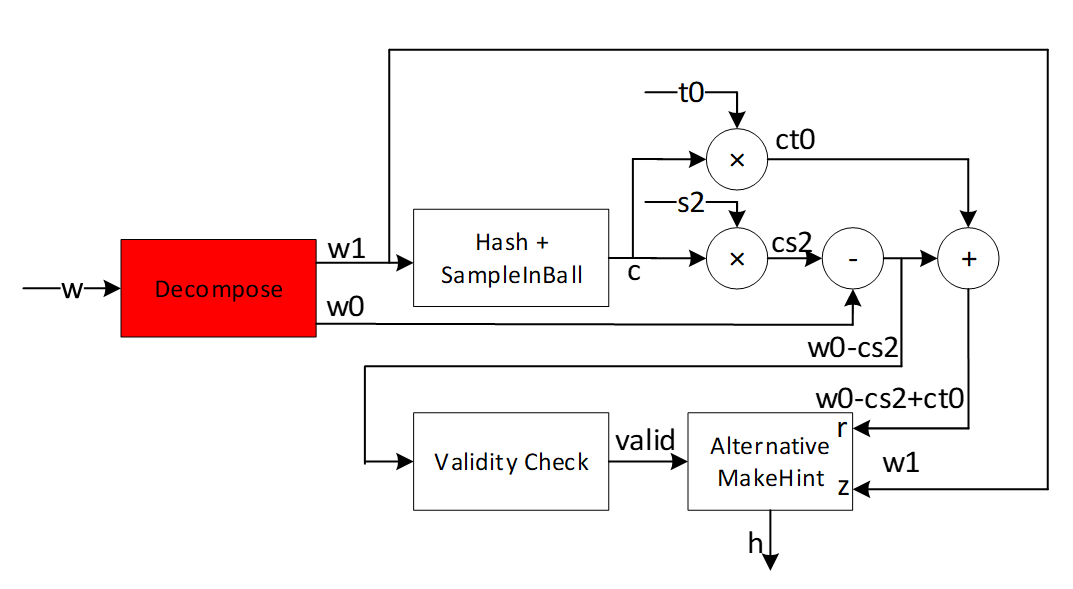 t0
×
ct0
s2
w1
Hash +
SampleInBall
c
×
cs2
-
+
w
Decompose
w0
w0-cs2
w0-cs2+ct0
Validity Check
valid
Alternative
MakeHint
r
z
w1
h